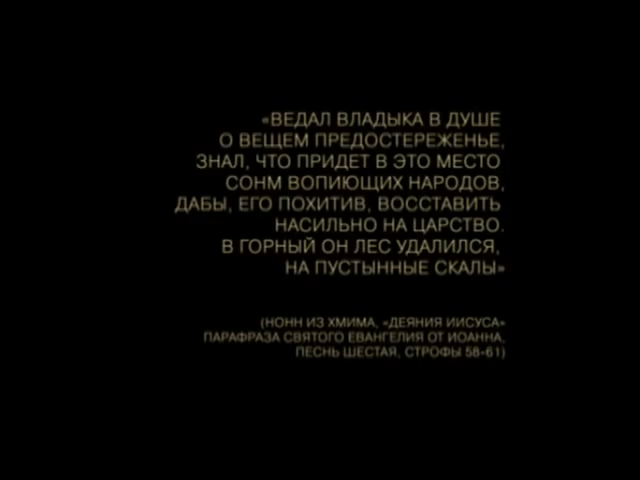 «ВЕДАЛ ВЛАДЫКА В ДУШЕ
О ВЕЩЕМ ПРЕДОСТЕРЕЖЕНЬЕ,
ЗНАЛ, ЧТО ПРИДЕТ В ЭТО МЕСТО
СОНМ ВОПИЮЩИХ НАРОДОВ,
ДАБЫ, ЕГО ПОХИТИВ, ВОССТАВИТЬ
НАСИЛЬНО НА ЦАРСТВО.
В ГОРНЫЙ ОН ЛЕС УДАЛИЛСЯ,
НА ПУСТЫННЫЕ СКАЛЫ»
(НОНН ИЗ ХМИМА, «ДЕЯНИЯ ИИСУСА»
ПАРАФРАЗА СВЯТОГО ЕВАНГЕЛИЯ ОТ ИОАННА,
ПЕСНЬ ШЕСТАЯ, СТРОФЫ 58-61)